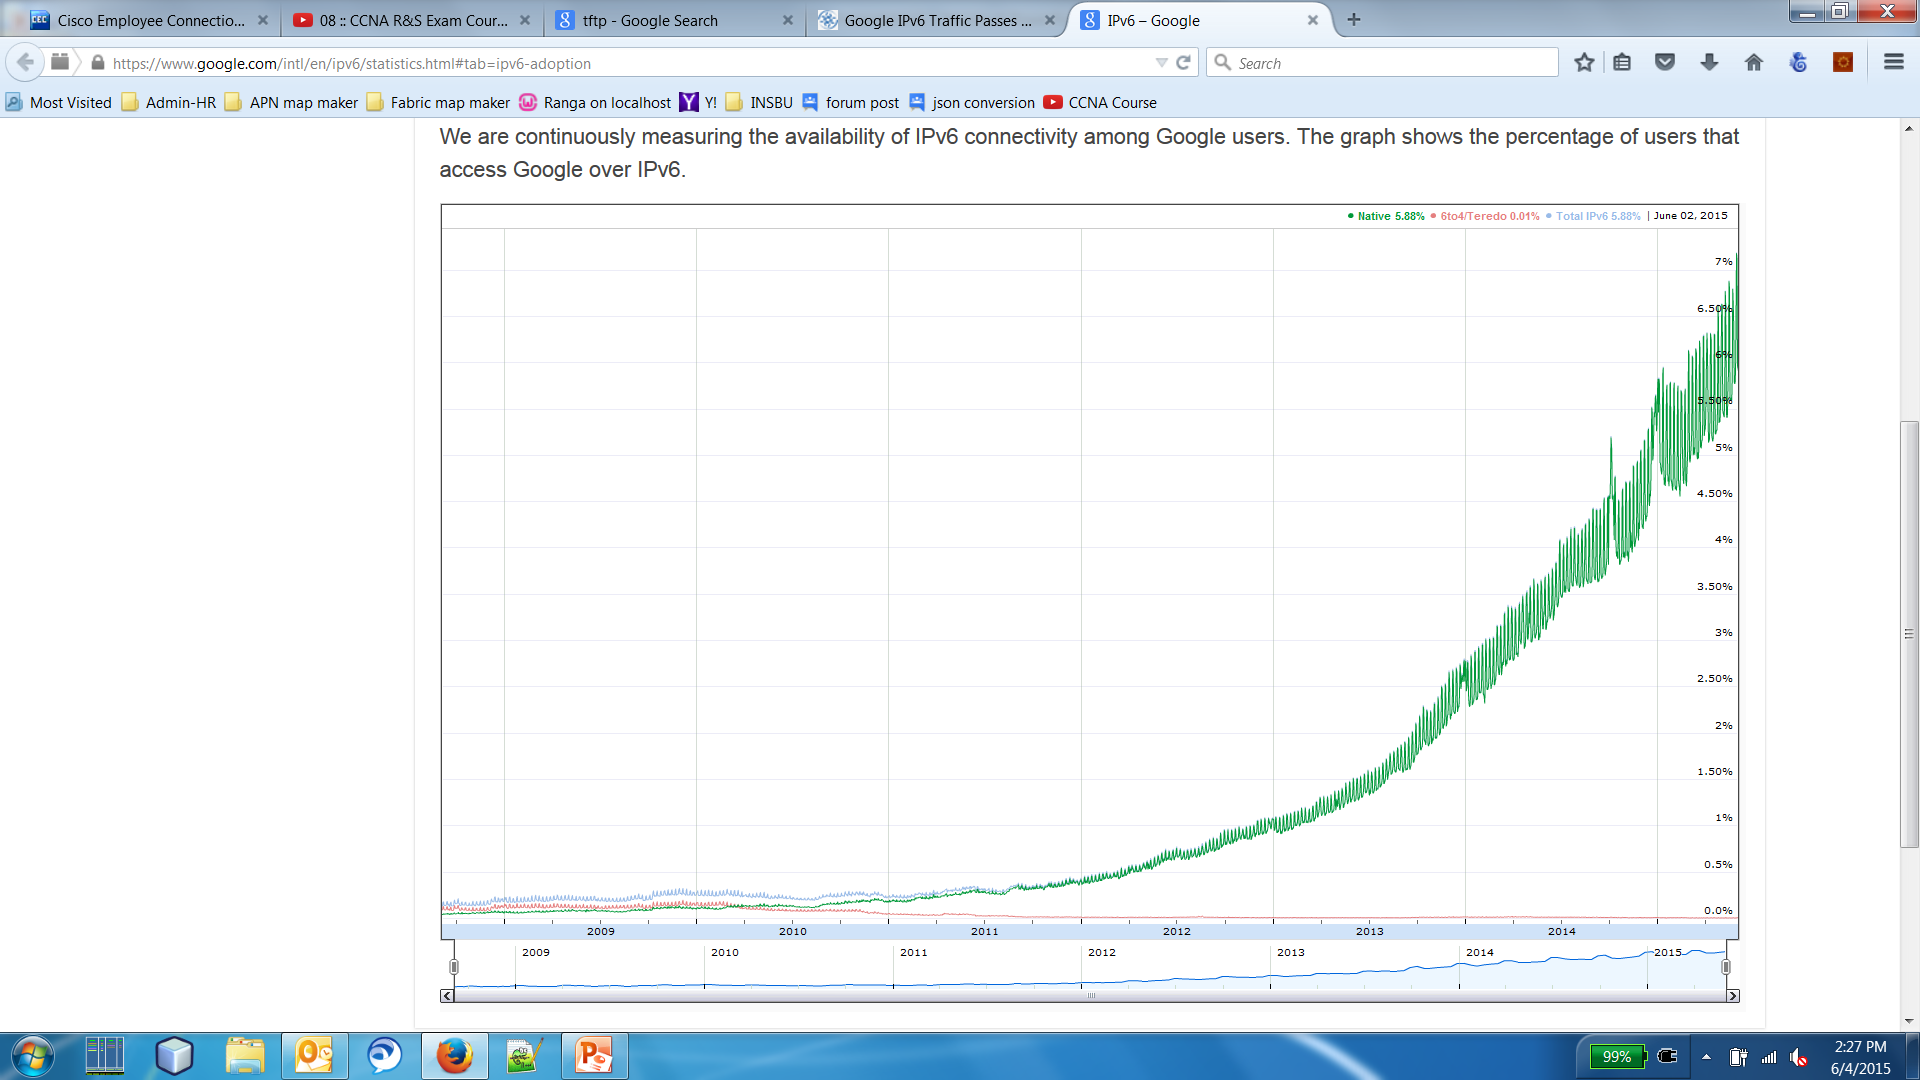 Cisco Employee Connectio...
08 :: CCNA R&S Exam Cour...
tftp - Google Search
Google IPv6 Traffic Passes ...
IPv6 – Google
https://www.google.com/intl/en/ipv6/statistics.html#tab=ipv6-adoption
Search
Most Visited
Admin-HR
APN map maker
Fabric map maker
Ranga on localhost
Y!
INSBU
forum post
json conversion
CCNA Course
We are continuously measuring the availability of IPv6 connectivity among Google users. The graph shows the percentage of users that
access Google over IPv6.
Native 5.88% 6to4/Teredo 0.01% Total IPv6 5.88% | June 02, 2015
7%
6.50%
6%
5.50%
5%
4.50%
4%
3.50%
3%
2.50%
2%
1.50%
1%
0.5%
0.0%
2009 2010 2011 2012 2013 2014
2009 2010 2011 2012 2013 2014 2015
99%
2:27 PM
6/4/2015